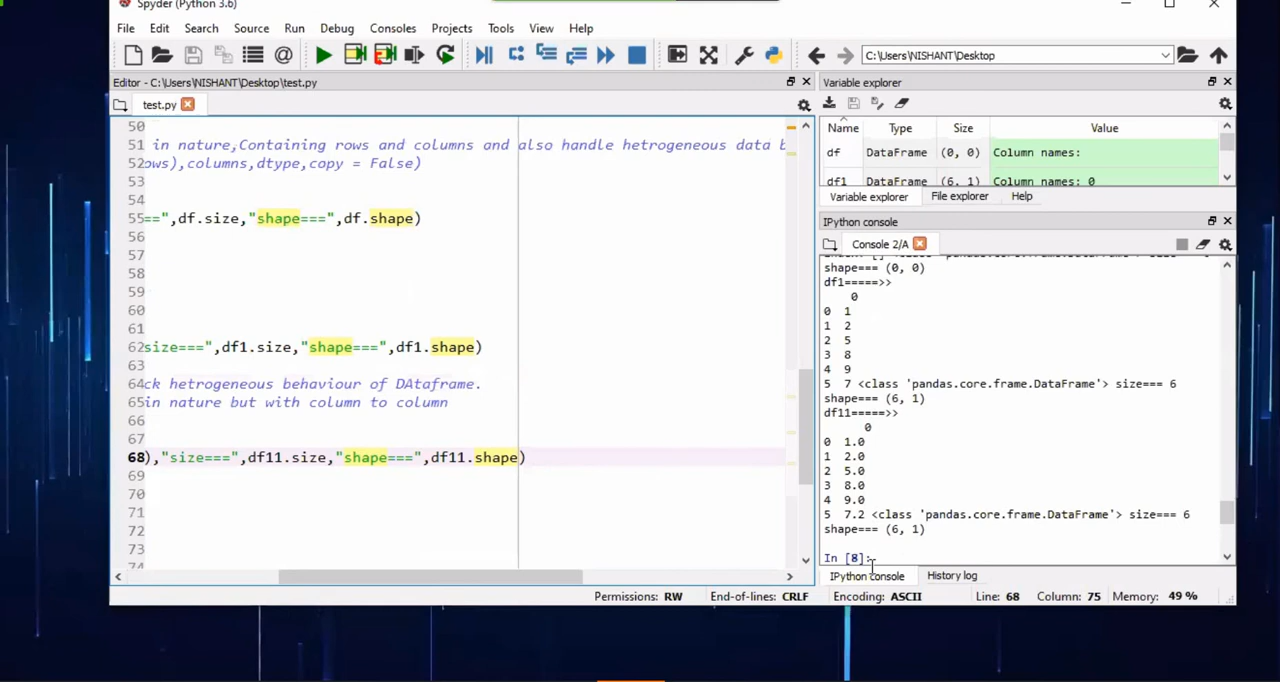 Spyder (Python 3.6)
File Edit Search Source Run Debug Consoles Projects Tools View Help
C:\Users\NISHANT\Desktop
Editor - C:\Users\NISHANT\Desktop\test.py
test.py
50
51 in nature,Containing rows and columns and also handle hetrogeneous data b
52 ows),columns,dtype,copy = False)
53
54
55 ==",df.size,"shape===",df.shape)
56
57
58
59
60
61
62 size===",df1.size,"shape===",df1.shape)
63
64 ck hetrogeneous behaviour of DAtaframe.
65 in nature but with column to column
66
67
68 ),"size===",df11.size,"shape===",df11.shape)
69
70
71
72
73
74
Variable explorer
Name Type Size Value
df DataFrame (0, 0) Column names:
df1 DataFrame (6, 1) Column names: 0
Variable explorer File explorer Help
IPython console
Console 2/A
shape=== (0, 0)
df1=====>>
0
0 1
1 2
2 5
3 8
4 9
5 7 <class 'pandas.core.frame.DataFrame'> size=== 6
shape=== (6, 1)
df11=====>>
0
0 1.0
1 2.0
2 5.0
3 8.0
4 9.0
5 7.2 <class 'pandas.core.frame.DataFrame'> size=== 6
shape=== (6, 1)
In [8]:
IPython console History log
Permissions: RW End-of-lines: CRLF Encoding: ASCII Line: 68 Column: 75 Memory: 49 %